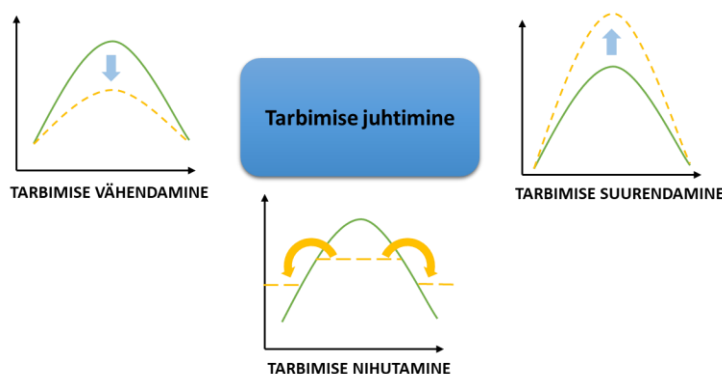 Tarbimise juhtimine
TARBIMISE VÄHENDAMINE
TARBIMISE SUURENDAMINE
TARBIMISE NIHUTAMINE